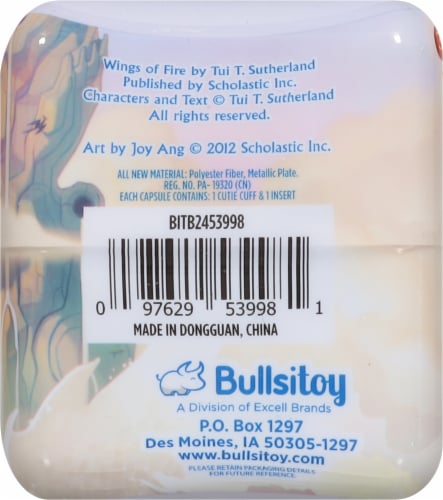 Wings of Fire by Tui T. Sutherland
Published by Scholastic Inc.
Characters and Text © Tui T. Sutherland
All rights reserved.
Art by Joy Ang © 2012 Scholastic Inc.
ALL NEW MATERIAL: Polyester Fiber, Metallic Plate.
REG. NO. PA- 19320 (CN)
EACH CAPSULE CONTAINS: 1 CUTIE CUFF & 1 INSERT
BITB2453998
0 97629 53998 1
MADE IN DONGGUAN, CHINA
Bullsitoy
A Division of Excell Brands
P.O. Box 1297
Des Moines, IA 50305-1297
www.bullsitoy.com
PLEASE RETAIN PACKAGING DETAILS
FOR FUTURE REFERENCE.